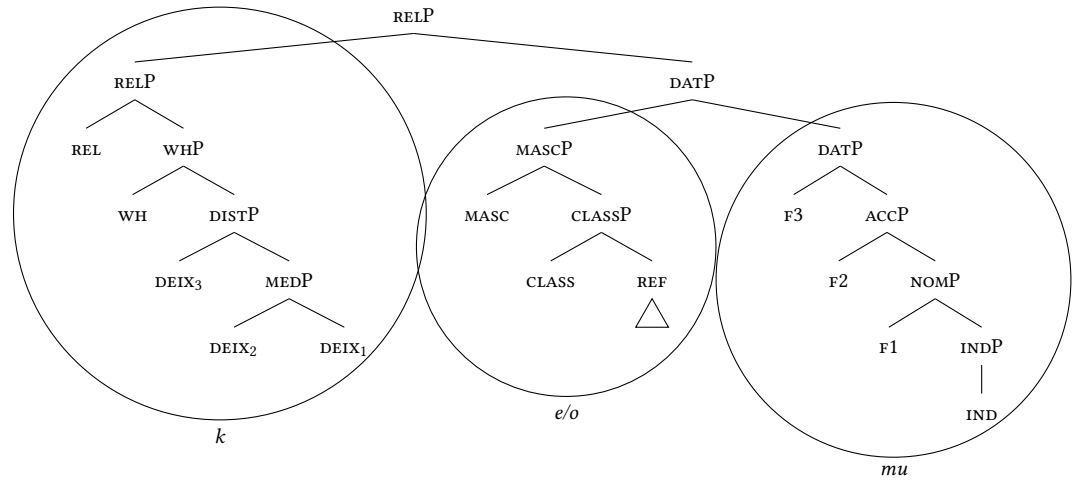 RELP
RELP DATP
REL WHP MASCP DATP
WH DISTP MASC CLASSP F3 ACCP
DEIX₃ MEDP CLASS REF F2 NOMP
DEIX₂ DEIX₁ F1 INDP
e/o IND
k
mu